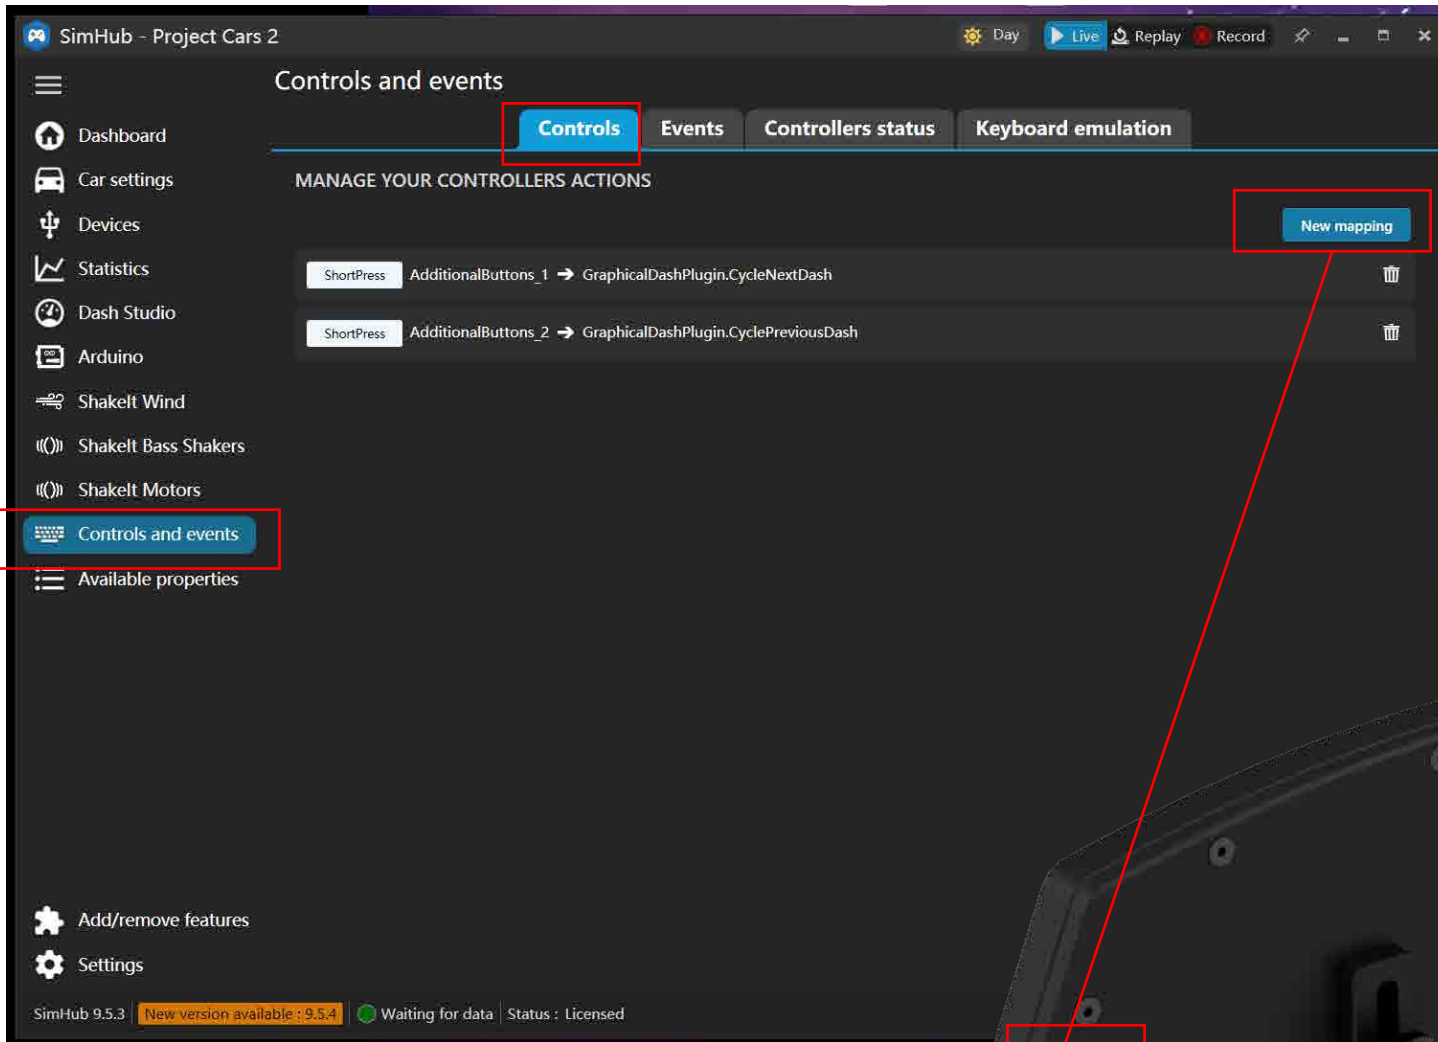 SimHub - Project Cars 2
Day
Live
Replay
Record
Controls and events
Controls
Events
Controllers status
Keyboard emulation
Dashboard
Car settings
Devices
Statistics
Dash Studio
Arduino
ShakeIt Wind
ShakeIt Bass Shakers
ShakeIt Motors
Controls and events
Available properties
MANAGE YOUR CONTROLLERS ACTIONS
New mapping
ShortPress AdditionalButtons_1 ➔ GraphicalDashPlugin.CycleNextDash
ShortPress AdditionalButtons_2 ➔ GraphicalDashPlugin.CyclePreviousDash
Add/remove features
Settings
SimHub 9.5.3
New version available : 9.5.4
Waiting for data
Status : Licensed